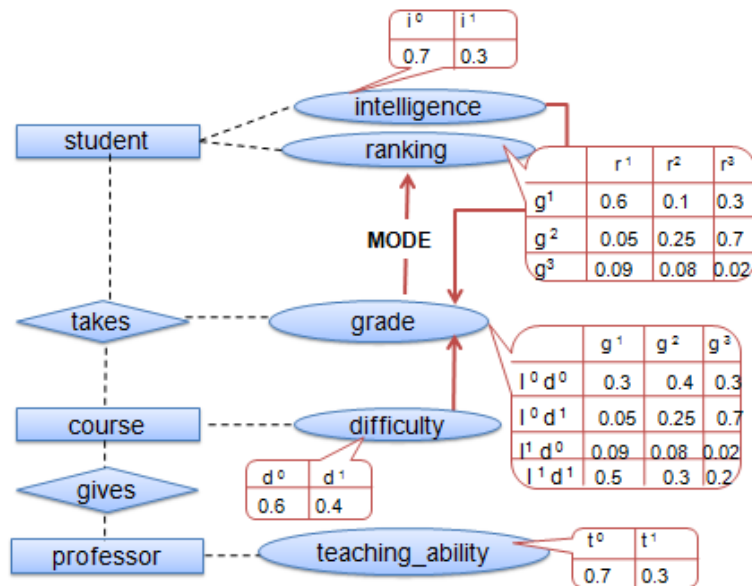 i⁰ i¹
0.7 0.3
intelligence
student
ranking
r¹ r² r³
g¹ 0.6 0.1 0.3
MODE
g² 0.05 0.25 0.7
g³ 0.09 0.08 0.02
takes
grade
g¹ g² g³
I⁰ d⁰ 0.3 0.4 0.3
I⁰ d¹ 0.05 0.25 0.7
course
difficulty
I¹ d⁰ 0.09 0.08 0.02
I¹ d¹ 0.5 0.3 0.2
d⁰ d¹
0.6 0.4
gives
professor
teaching_ability
t⁰ t¹
0.7 0.3